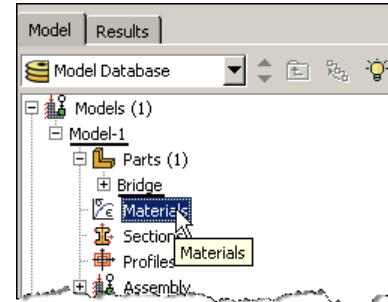 Model Results
Model Database
Models (1)
Model-1
Parts (1)
Bridge
Materials
Sections
Materials
Profiles
Assembly